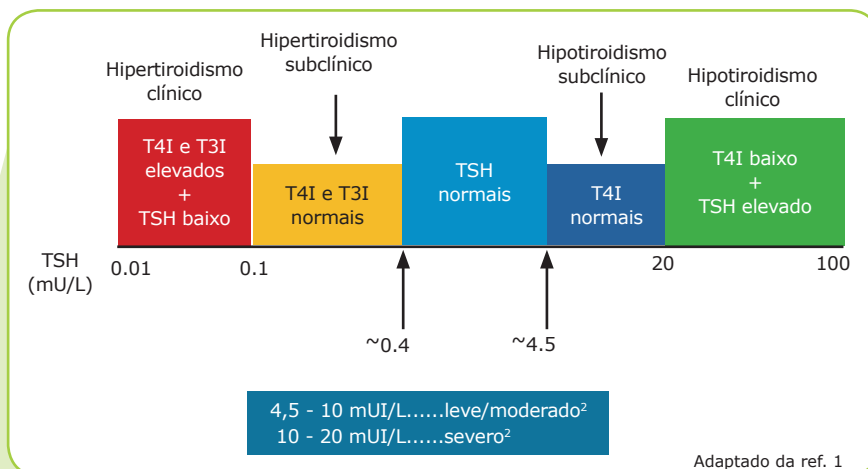 Hipertiroidismo
clínico
Hipertiroidismo
subclínico
Hipotiroidismo
subclínico
Hipotiroidismo
clínico
T4I e T3I
elevados
+
TSH baixo
T4I e T3I
normais
TSH
normais
T4I
normais
T4I baixo
+
TSH elevado
TSH
(mU/L)
0.01
0.1
20
100
~0.4
~4.5
4,5 - 10 mUI/L......leve/moderado²
10 - 20 mUI/L......severo²
Adaptado da ref. 1